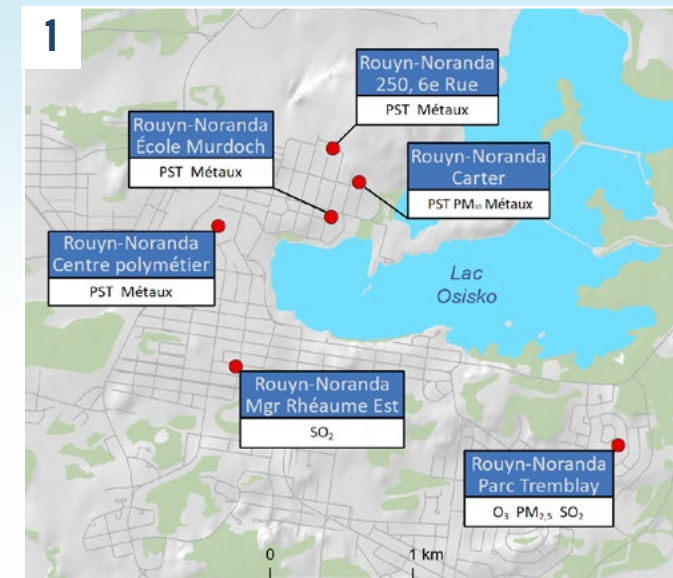 1
Rouyn-Noranda
250, 6e Rue
PST Métaux
Rouyn-Noranda
École Murdoch
PST Métaux
Rouyn-Noranda
Carter
PST PM₁₀ Métaux
Rouyn-Noranda
Centre polymétier
PST Métaux
Lac
Osisko
Rouyn-Noranda
Mgr Rhéaume Est
SO₂
Rouyn-Noranda
Parc Tremblay
O₃ PM₂,₅ SO₂
0 1 km